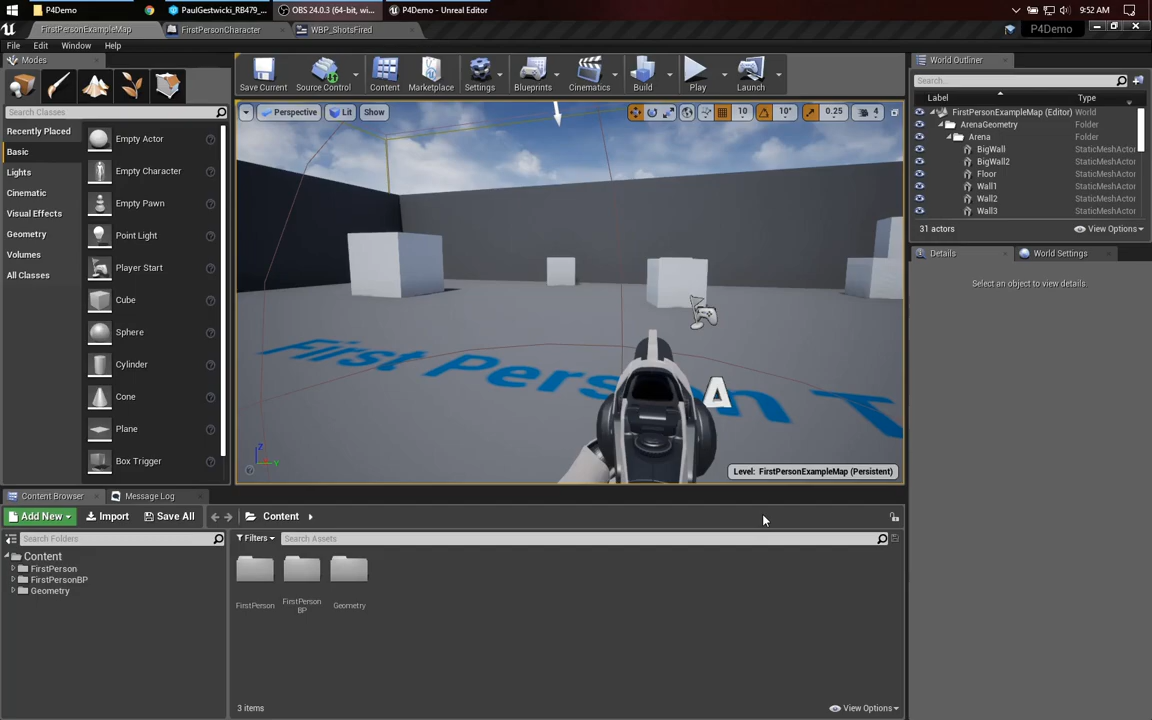 P4Demo
PaulGestwicki_RB479_...
OBS 24.0.3 (64-bit, wi...
P4Demo - Unreal Editor
9:52 AM
FirstPersonExampleMap
FirstPersonCharacter
WBP_ShotsFired
P4Demo
File Edit Window Help
Modes
Search Classes
Recently Placed
Basic
Lights
Cinematic
Visual Effects
Geometry
Volumes
All Classes
Empty Actor
Empty Character
Empty Pawn
Point Light
Player Start
Cube
Sphere
Cylinder
Cone
Plane
Box Trigger
Save Current
Source Control
Content
Marketplace
Settings
Blueprints
Cinematics
Build
Play
Launch
Perspective
Lit
Show
10
10°
0.25
4
First Person T
Z
Y
Level: FirstPersonExampleMap (Persistent)
World Outliner
Search...
Label Type
FirstPersonExampleMap (Editor) World
ArenaGeometry Folder
Arena Folder
BigWall StaticMeshActor
BigWall2 StaticMeshActor
Floor StaticMeshActor
Wall1 StaticMeshActor
Wall2 StaticMeshActor
Wall3 StaticMeshActor
31 actors
View Options
Details
World Settings
Select an object to view details.
Content Browser
Message Log
Add New
Import
Save All
Content
Search Folders
Filters
Search Assets
Content
FirstPerson
FirstPersonBP
Geometry
FirstPerson
FirstPerson
BP
Geometry
3 items
View Options